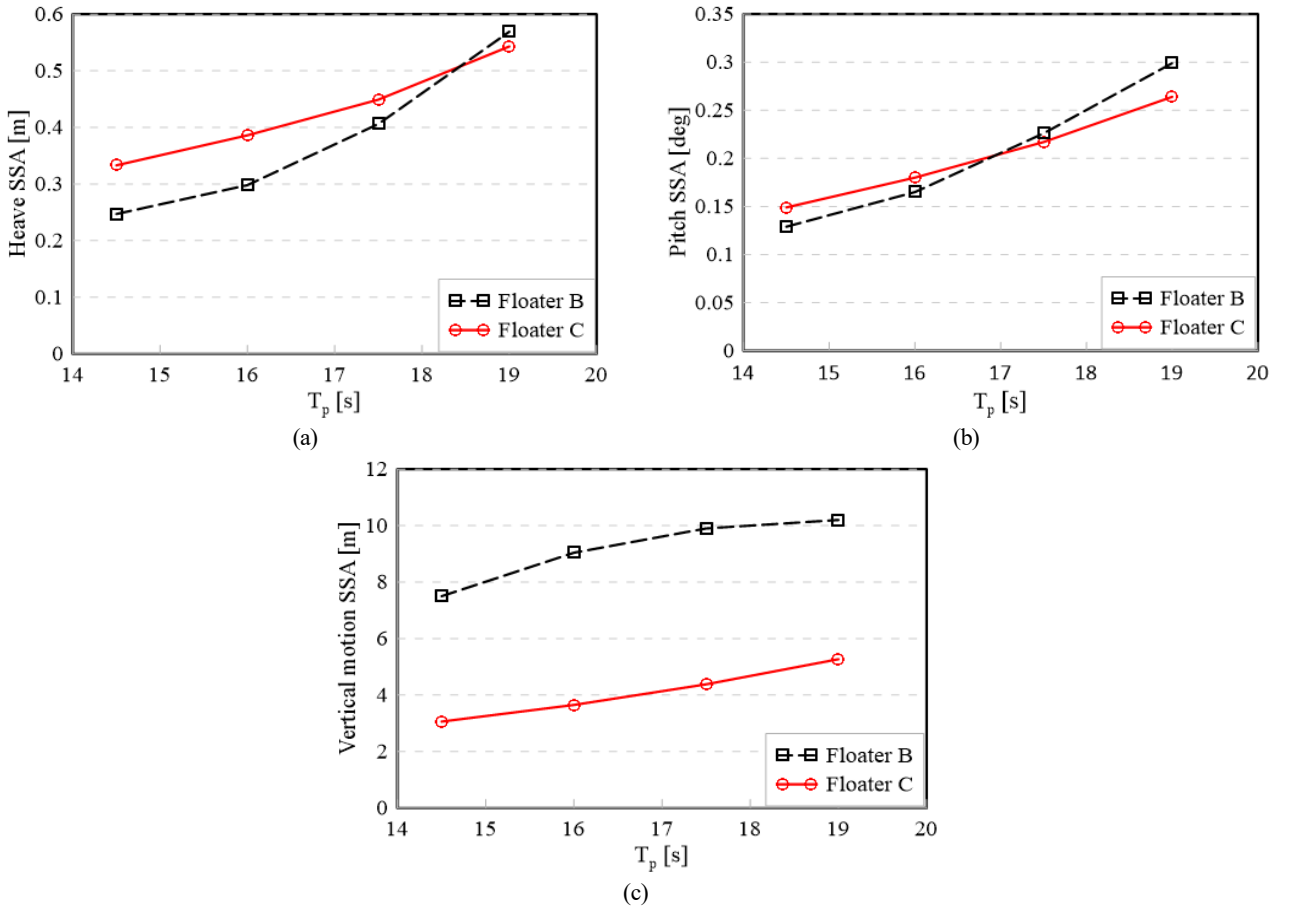 Heave SSA [m]
0.6
0.5
0.4
0.3
0.2
0.1
0
14 15 16 17 18 19 20
T_p [s]
Floater B
Floater C
(a)
Pitch SSA [deg]
0.35
0.3
0.25
0.2
0.15
0.1
0.05
0
14 15 16 17 18 19 20
T_p [s]
Floater B
Floater C
(b)
Vertical motion SSA [m]
12
10
8
6
4
2
0
14 15 16 17 18 19 20
T_p [s]
Floater B
Floater C
(c)